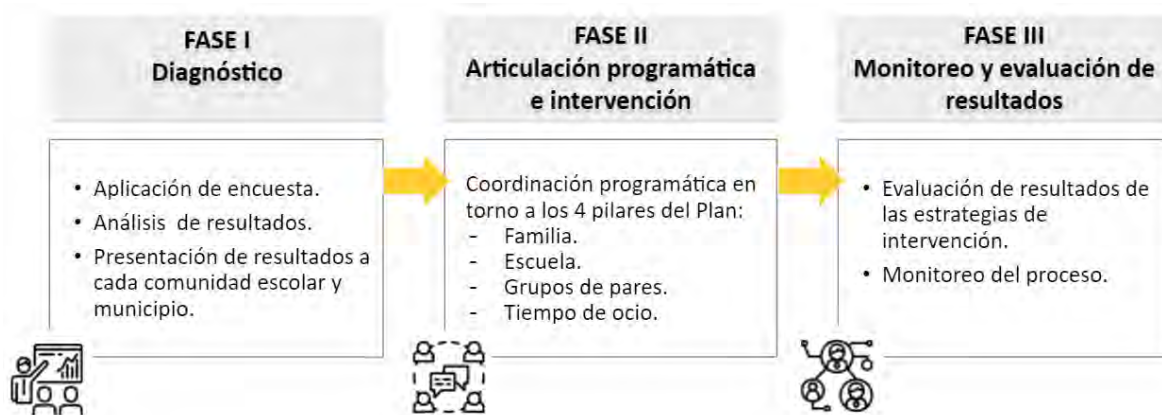 FASE I
Diagnóstico
• Aplicación de encuesta.
• Análisis de resultados.
• Presentación de resultados a
cada comunidad escolar y
municipio.
FASE II
Articulación programática
e intervención
Coordinación programática en
torno a los 4 pilares del Plan:
- Familia.
- Escuela.
- Grupos de pares.
- Tiempo de ocio.
FASE III
Monitoreo y evaluación de
resultados
• Evaluación de resultados de
las estrategias de
intervención.
• Monitoreo del proceso.